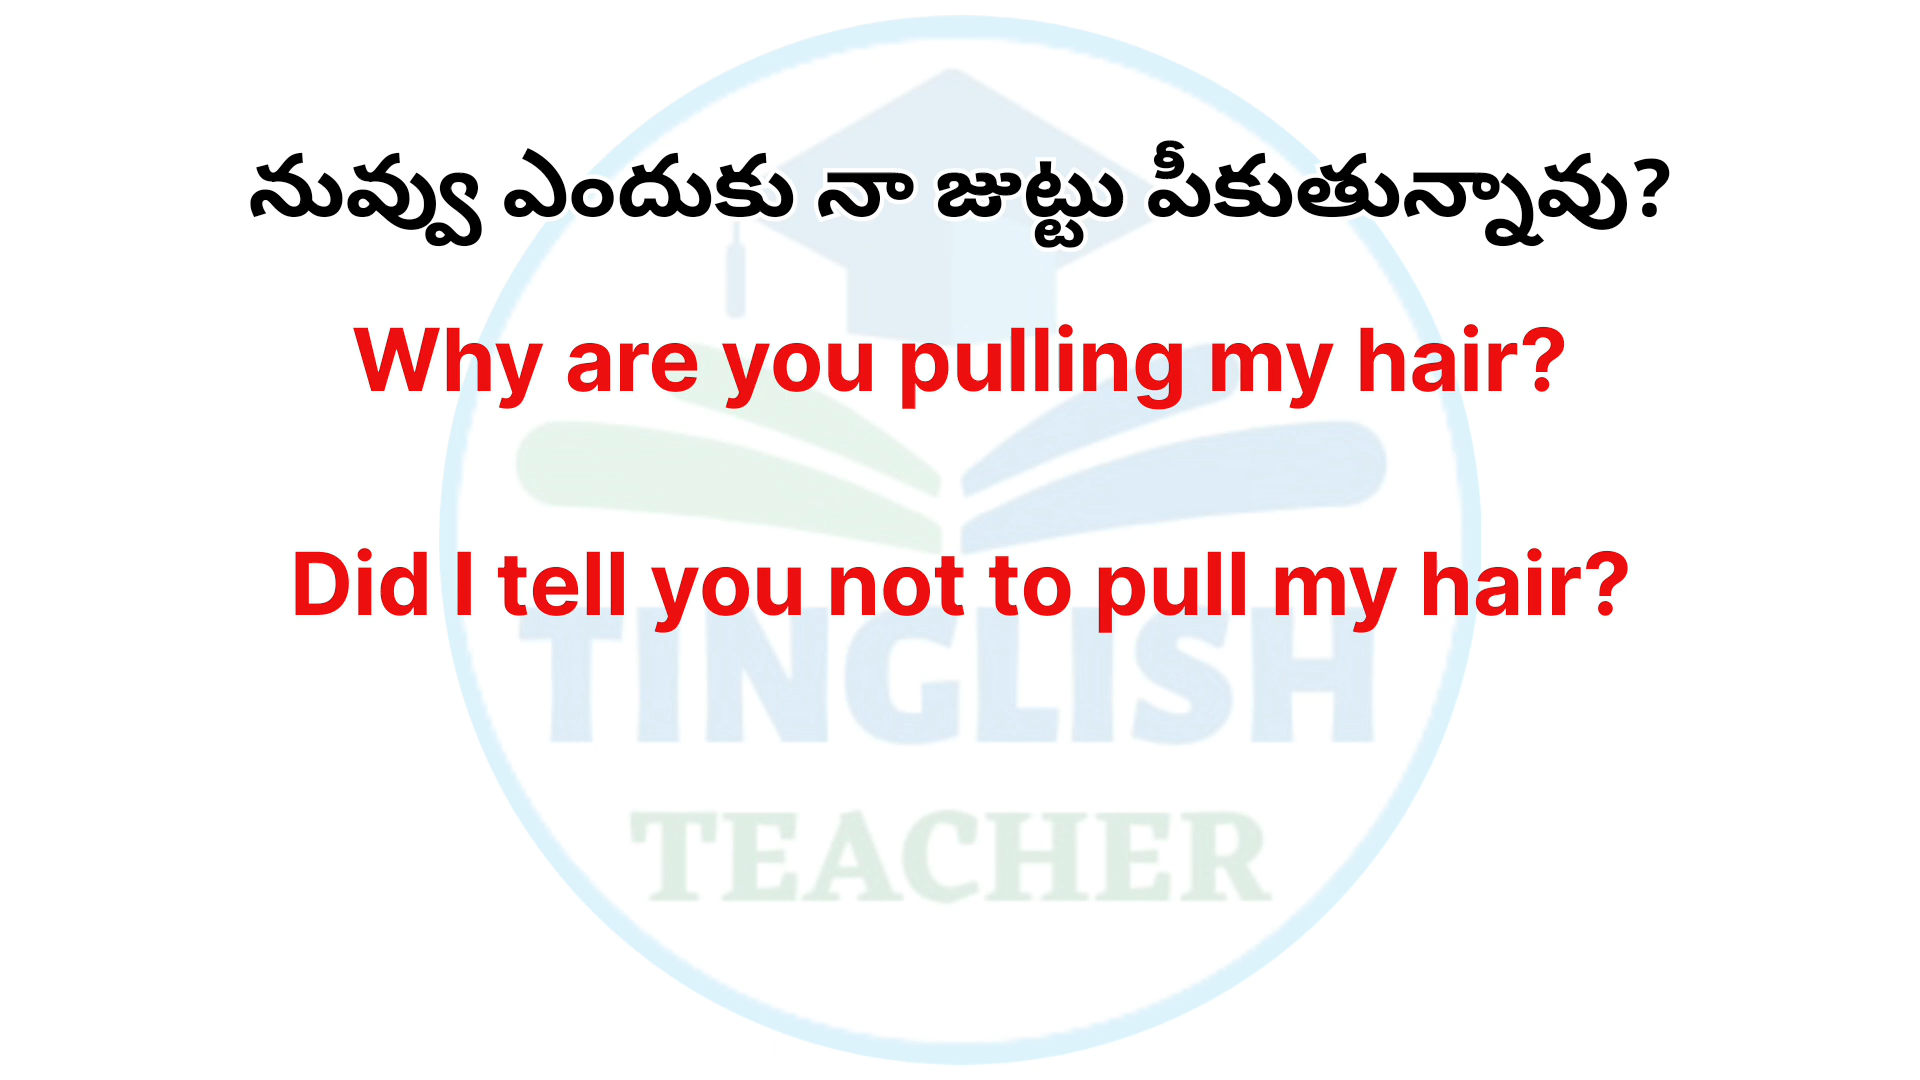 నువ్వు ఎందుకు నా జుట్టు పీకుతున్నావు?
Why are you pulling my hair?
Did I tell you not to pull my hair?
TINGLISH
TEACHER